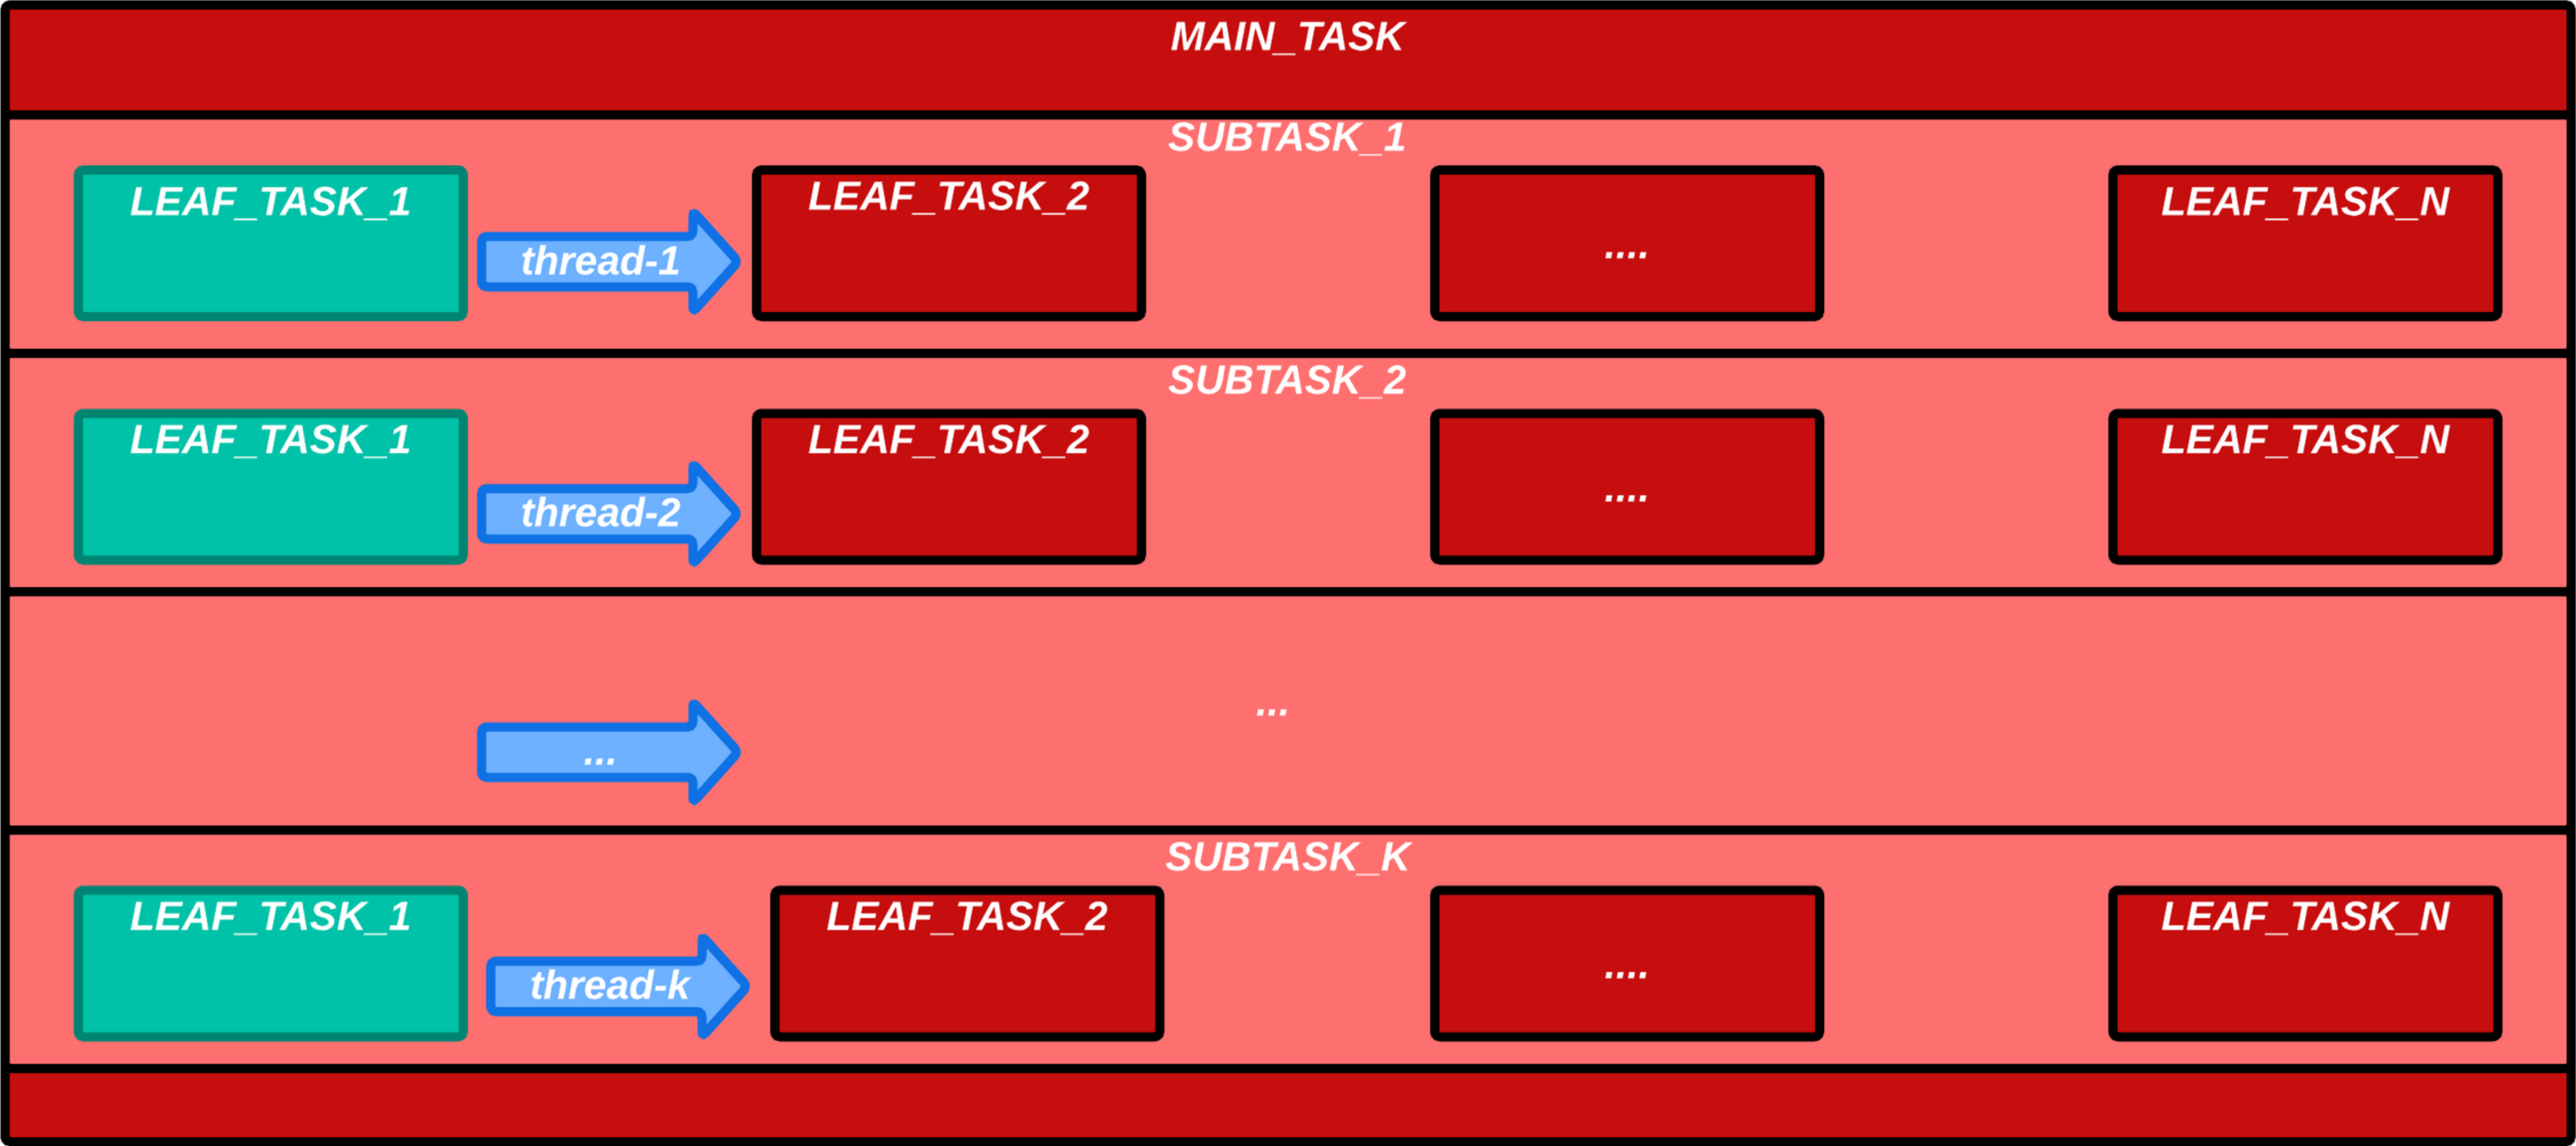 MAIN_TASK
SUBTASK_1
LEAF_TASK_1
thread-1
LEAF_TASK_2
....
LEAF_TASK_N
SUBTASK_2
LEAF_TASK_1
thread-2
LEAF_TASK_2
....
LEAF_TASK_N
...
...
SUBTASK_K
LEAF_TASK_1
thread-k
LEAF_TASK_2
....
LEAF_TASK_N